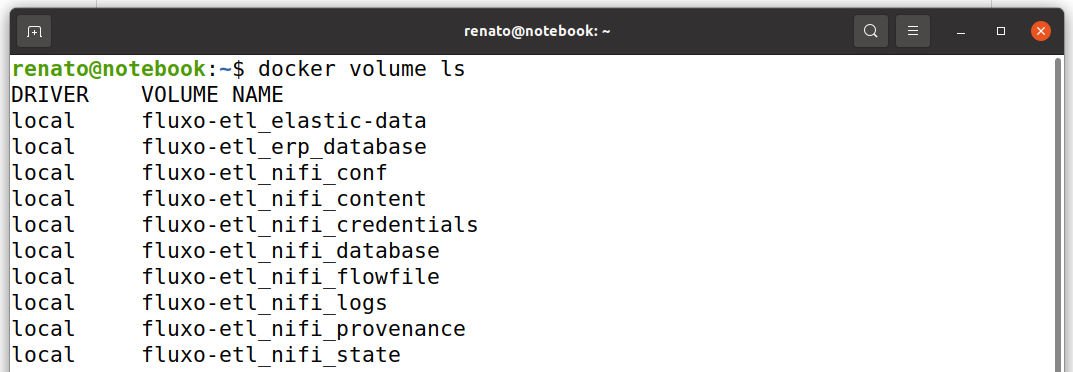 renato@notebook: ~
renato@notebook:~$ docker volume ls
DRIVER    VOLUME NAME
local     fluxo-etl_elastic-data
local     fluxo-etl_erp_database
local     fluxo-etl_nifi_conf
local     fluxo-etl_nifi_content
local     fluxo-etl_nifi_credentials
local     fluxo-etl_nifi_database
local     fluxo-etl_nifi_flowfile
local     fluxo-etl_nifi_logs
local     fluxo-etl_nifi_provenance
local     fluxo-etl_nifi_state